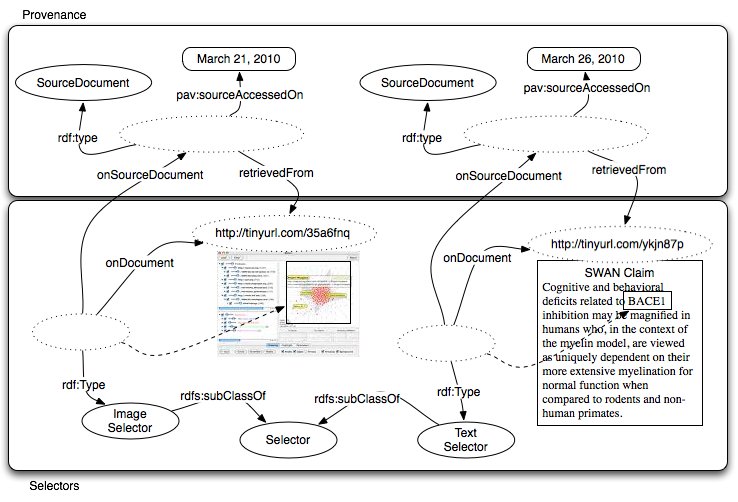 Provenance
March 21, 2010
March 26, 2010
SourceDocument
SourceDocument
pav:sourceAccessedOn
pav:sourceAccessedOn
rdf:type
rdf:type
onSourceDocument
retrievedFrom
onSourceDocument
retrievedFrom
http://tinyurl.com/35a6fnq
http://tinyurl.com/ykjn87p
onDocument
onDocument
SWAN Claim
Cognitive and behavioral
deficits related to BACE1
inhibition may be magnified in
humans who, in the context of
the myelin model, are viewed
as uniquely dependent on their
more extensive myelination for
normal function when
compared to rodents and non-
human primates.
rdf:Type
rdf:Type
rdfs:subClassOf
rdfs:subClassOf
Image
Selector
Selector
Text
Selector
Selectors